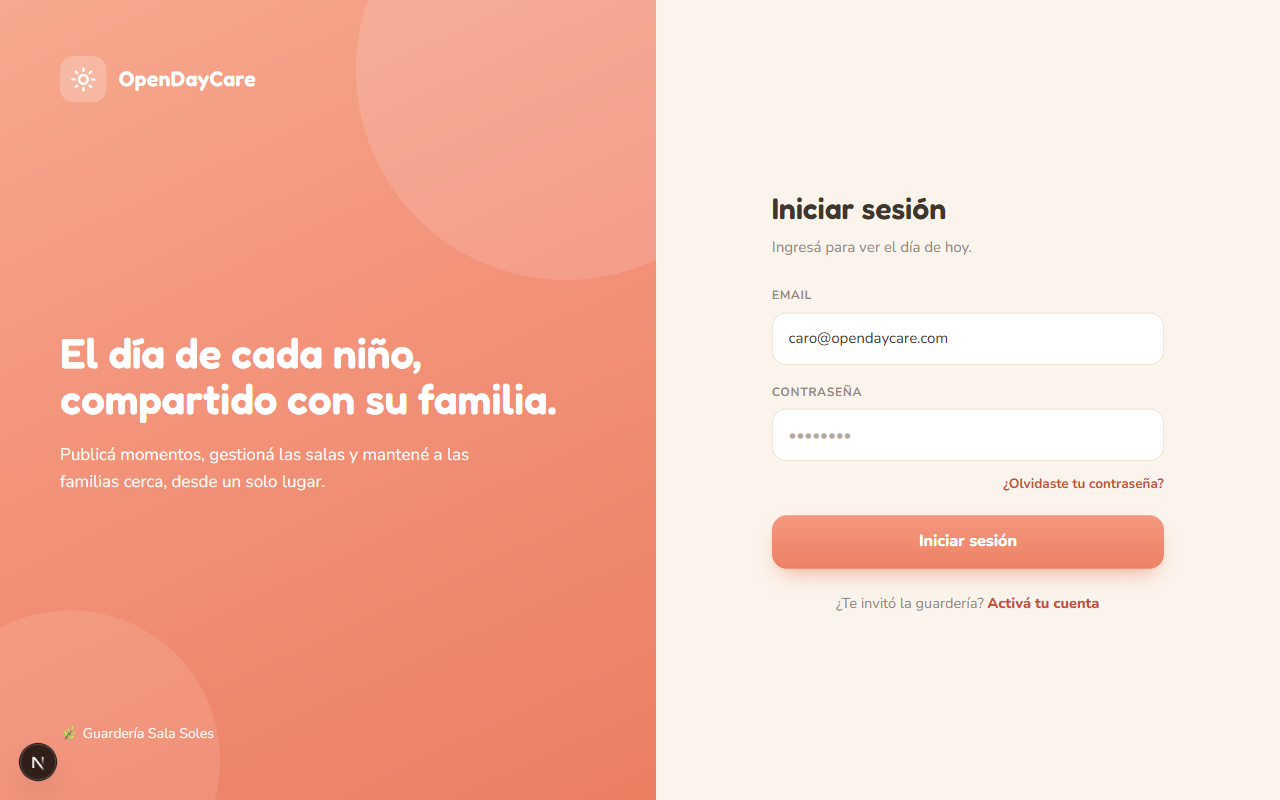 OpenDayCare
El día de cada niño,
compartido con su familia.
Publicá momentos, gestioná las salas y mantené a las
familias cerca, desde un solo lugar.
🌿 Guardería Sala Soles
N
Iniciar sesión
Ingresá para ver el día de hoy.
EMAIL
caro@opendaycare.com
CONTRASEÑA
••••••••
¿Olvidaste tu contraseña?
Iniciar sesión
¿Te invitó la guardería? Activá tu cuenta